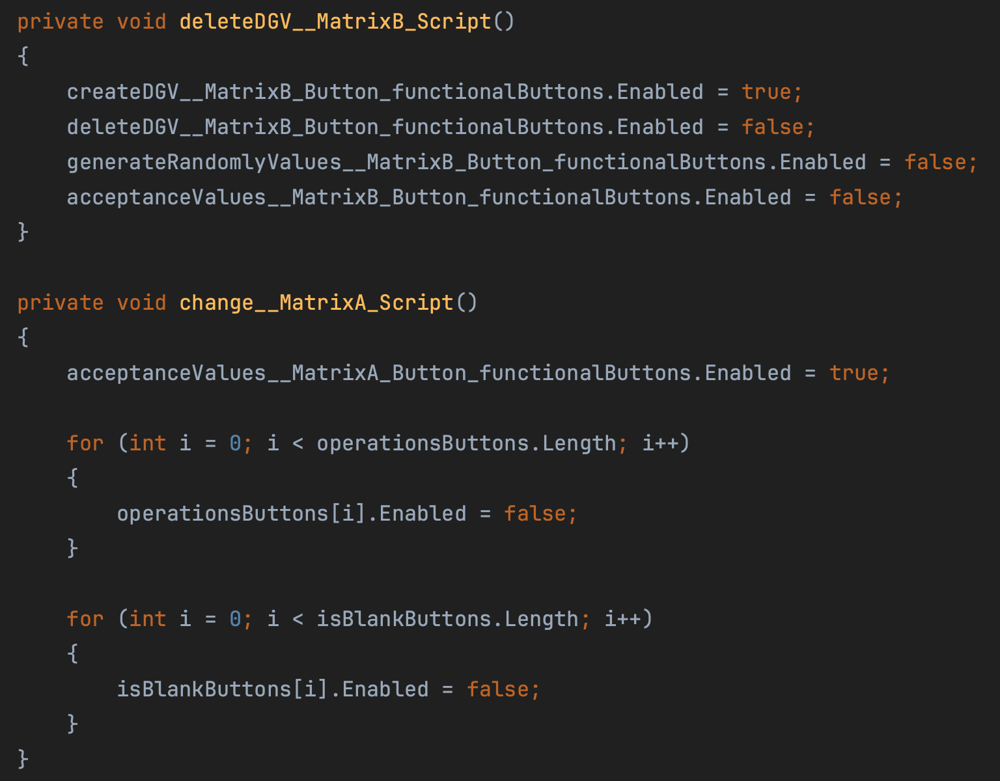 private void deleteDGV__MatrixB_Script()
{
    createDGV__MatrixB_Button_functionalButtons.Enabled = true;
    deleteDGV__MatrixB_Button_functionalButtons.Enabled = false;
    generateRandomlyValues__MatrixB_Button_functionalButtons.Enabled = false;
    acceptanceValues__MatrixB_Button_functionalButtons.Enabled = false;
}

private void change__MatrixA_Script()
{
    acceptanceValues__MatrixA_Button_functionalButtons.Enabled = true;

    for (int i = 0; i < operationsButtons.Length; i++)
    {
        operationsButtons[i].Enabled = false;
    }

    for (int i = 0; i < isBlankButtons.Length; i++)
    {
        isBlankButtons[i].Enabled = false;
    }
}